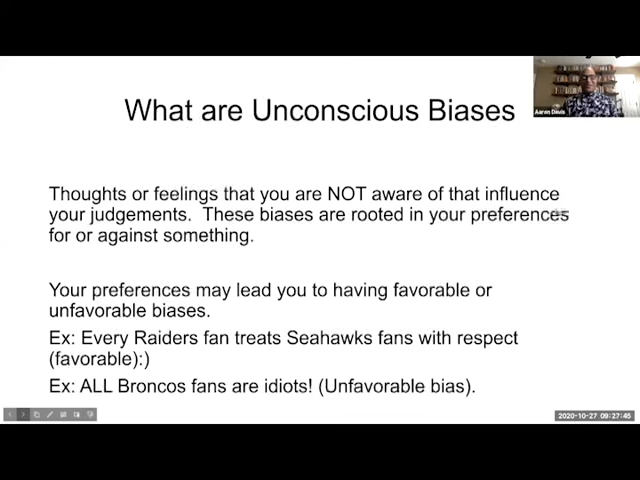 What are Unconscious Biases
Aaron Davis
Thoughts or feelings that you are NOT aware of that influence
your judgements.  These biases are rooted in your preferences
for or against something.
Your preferences may lead you to having favorable or
unfavorable biases.
Ex: Every Raiders fan treats Seahawks fans with respect
(favorable):)
Ex: ALL Broncos fans are idiots! (Unfavorable bias).
2020-10-27 09:27:45